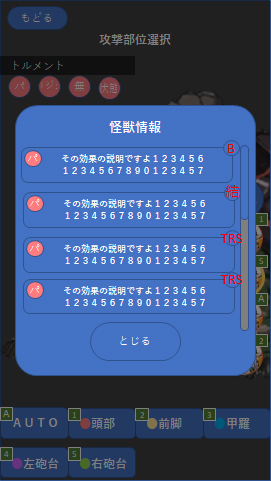 もどる
攻撃部位選択
トルメント
パ
無
怪獣情報
B
パ
その効果の説明ですよ１２３４５６
１２３４５６７８９０１２３４５７
パ
その効果の説明ですよ１２３４５６
１２３４５６７８９０１２３４５７
TRS
パ
その効果の説明ですよ１２３４５６
１２３４５６７８９０１２３４５７
TRS
パ
その効果の説明ですよ１２３４５６
１２３４５６７８９０１２３４５７
とじる
1
5
A
2
A
AUTO
1
頭部
2
前脚
3
甲羅
4
左砲台
5
右砲台